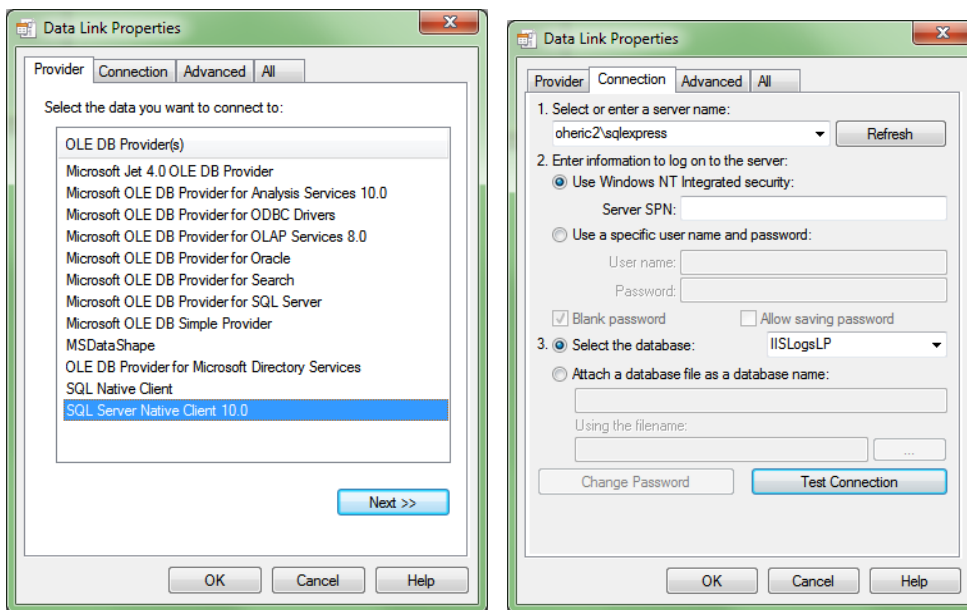 Data Link Properties
Provider Connection Advanced All
Select the data you want to connect to:
OLE DB Provider(s)
Microsoft Jet 4.0 OLE DB Provider
Microsoft OLE DB Provider for Analysis Services 10.0
Microsoft OLE DB Provider for ODBC Drivers
Microsoft OLE DB Provider for OLAP Services 8.0
Microsoft OLE DB Provider for Oracle
Microsoft OLE DB Provider for Search
Microsoft OLE DB Provider for SQL Server
Microsoft OLE DB Simple Provider
MSDataShape
OLE DB Provider for Microsoft Directory Services
SQL Native Client
SQL Server Native Client 10.0
Next >>
OK Cancel Help
Data Link Properties
Provider Connection Advanced All
1. Select or enter a server name:
oheric2\sqlexpress Refresh
2. Enter information to log on to the server:
Use Windows NT Integrated security:
Server SPN:
Use a specific user name and password:
User name:
Password:
Blank password Allow saving password
3. Select the database: IISLogsLP
Attach a database file as a database name:
Using the filename:
...
Change Password Test Connection
OK Cancel Help